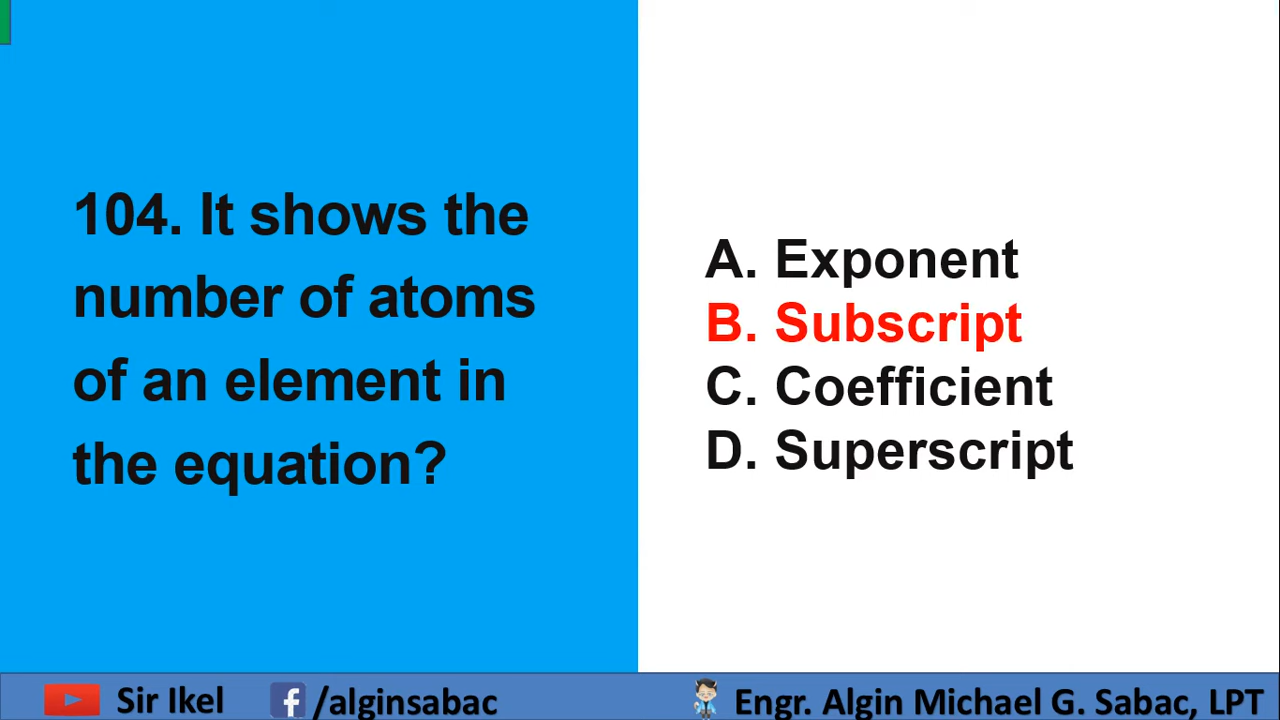 104. It shows the
number of atoms
of an element in
the equation?
A. Exponent
B. Subscript
C. Coefficient
D. Superscript
Sir Ikel
/alginsabac
Engr. Algin Michael G. Sabac, LPT